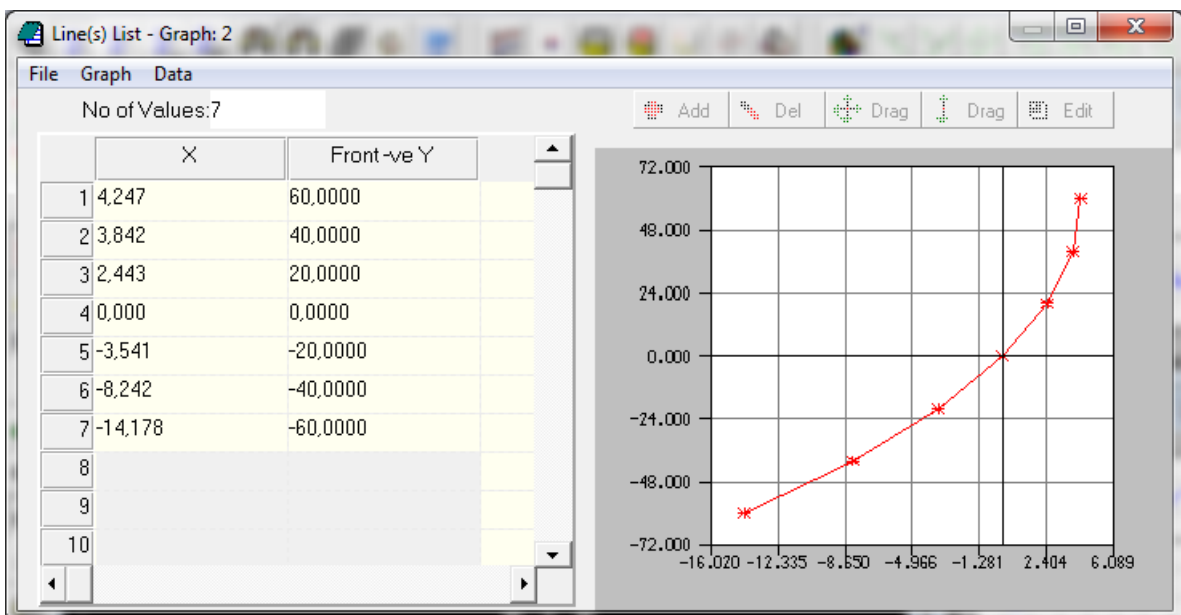 Line(s) List - Graph: 2
File Graph Data
No of Values:7
Add Del Drag Drag Edit
X Front -ve Y
1 4,247 60,0000
2 3,842 40,0000
3 2,443 20,0000
4 0,000 0,0000
5 -3,541 -20,0000
6 -8,242 -40,0000
7 -14,178 -60,0000
8
9
10
72.000
48.000
24.000
0.000
-24.000
-48.000
-72.000
-16.020 -12.335 -8.650 -4.966 -1.281 2.404 6.089